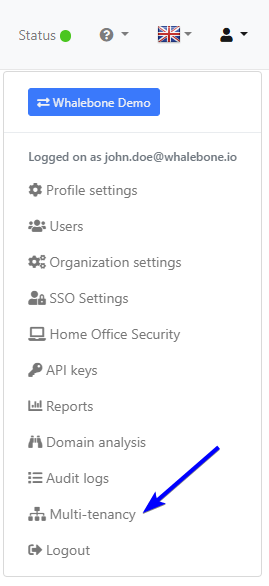 Status
Whalebone Demo
Logged on as john.doe@whalebone.io
Profile settings
Users
Organization settings
SSO Settings
Home Office Security
API keys
Reports
Domain analysis
Audit logs
Multi-tenancy
Logout